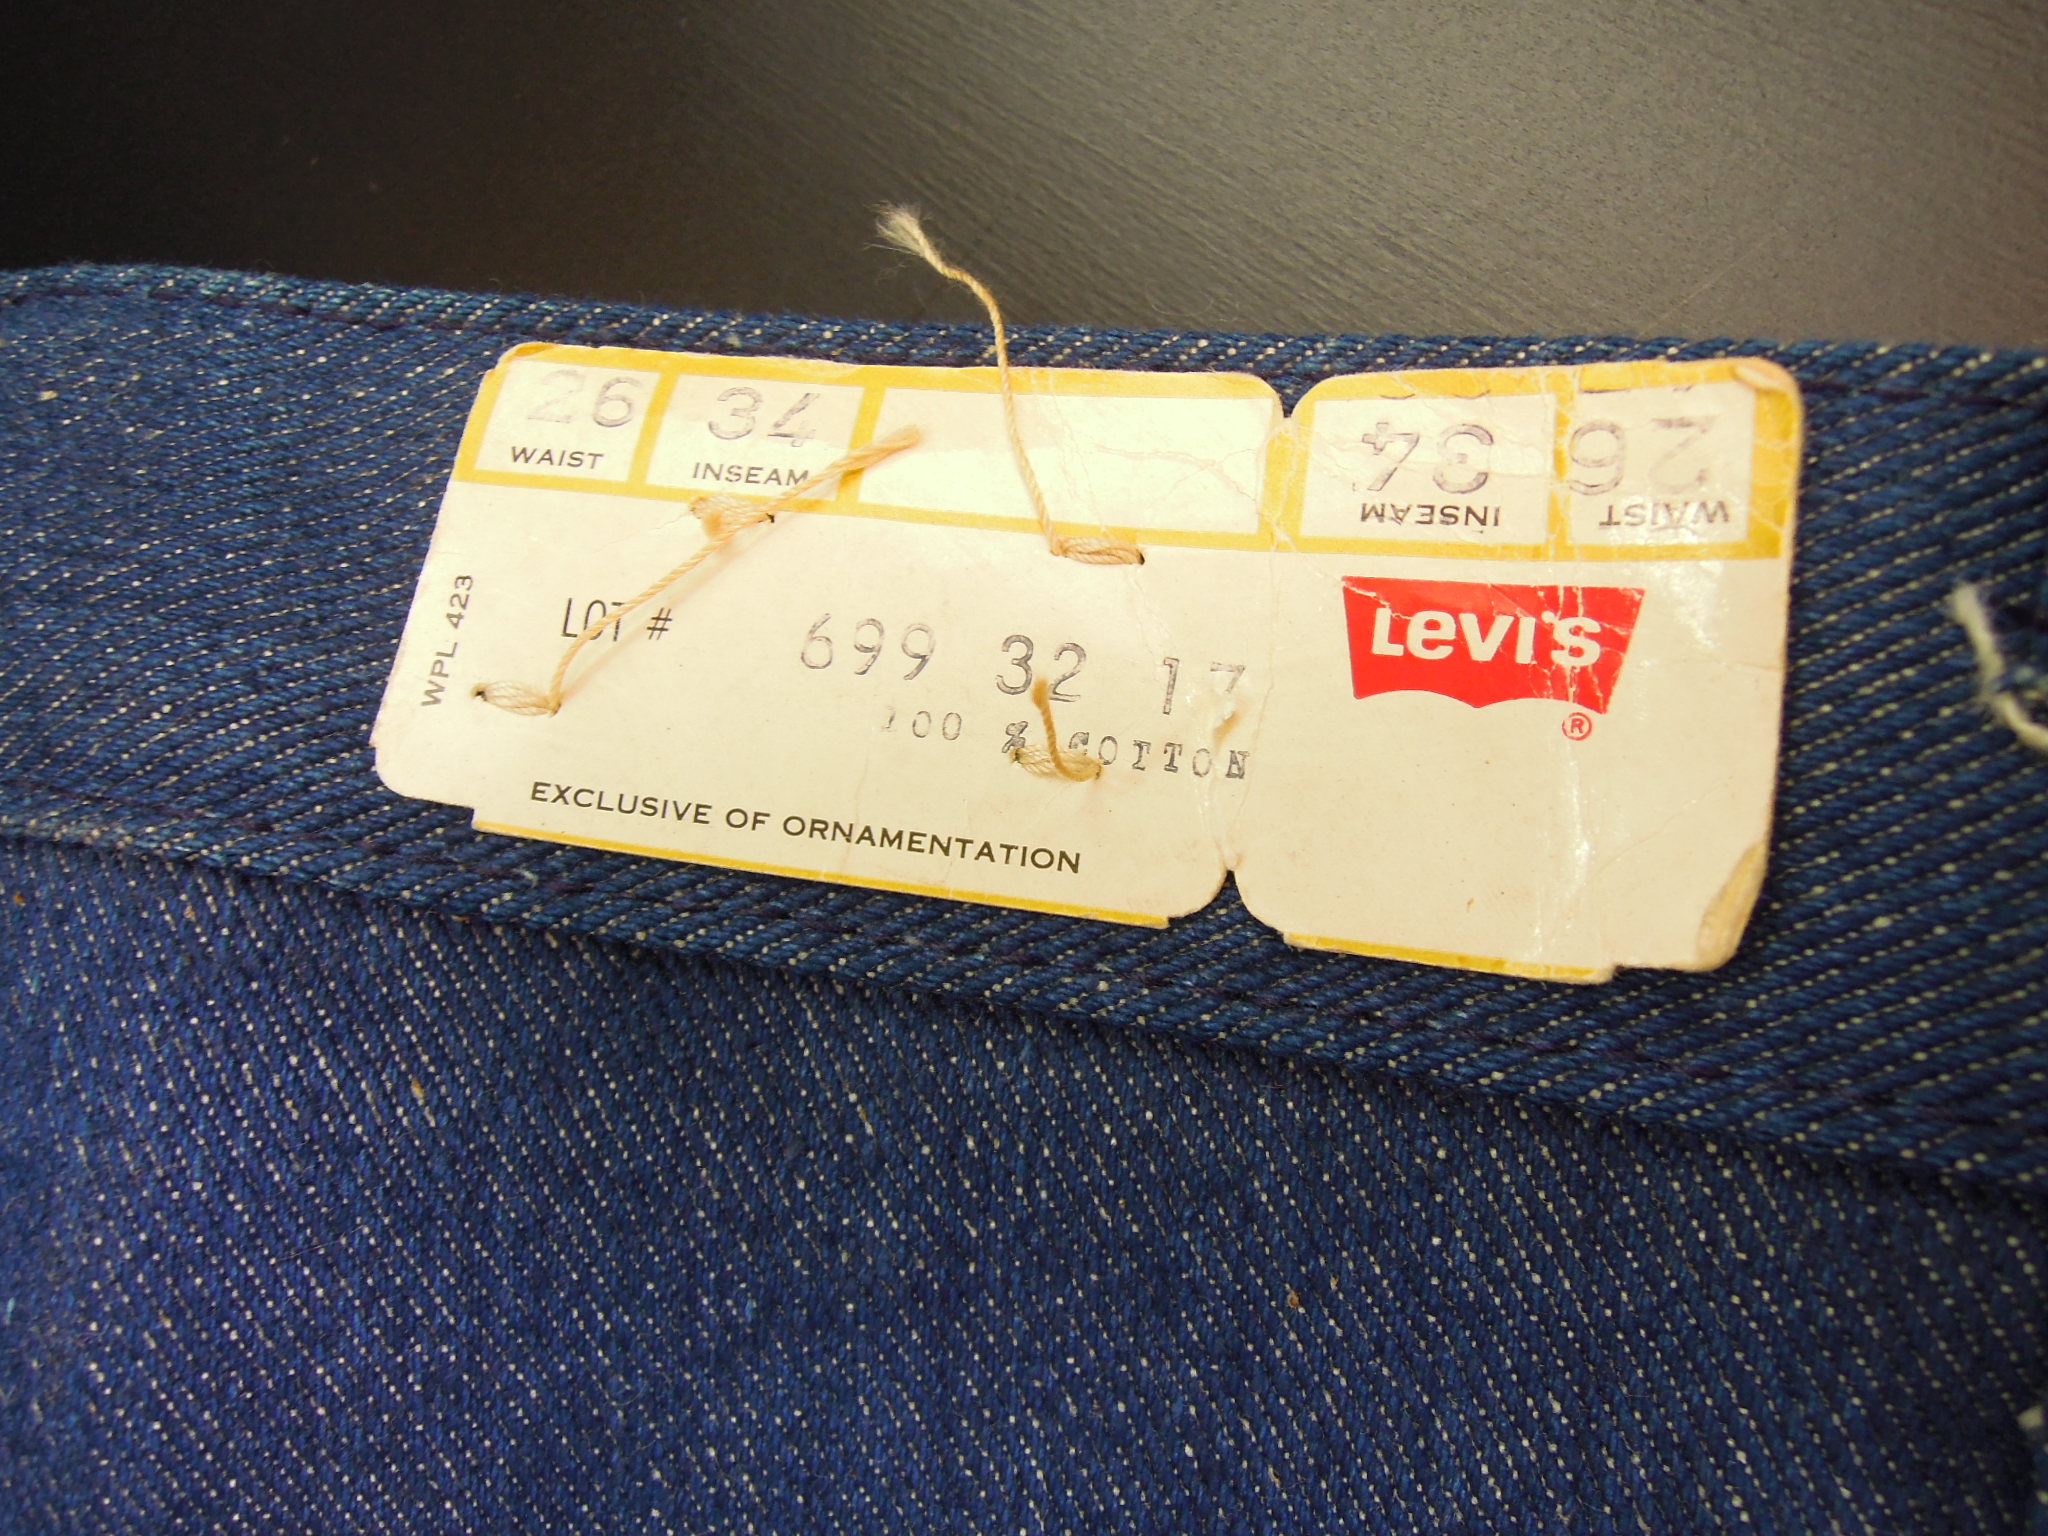 26 34
WAIST INSEAM
34 26
INSEAM WAIST
WPL 423
LOT # 699 32 17
100 % COTTON
EXCLUSIVE OF ORNAMENTATION
Levi's
®